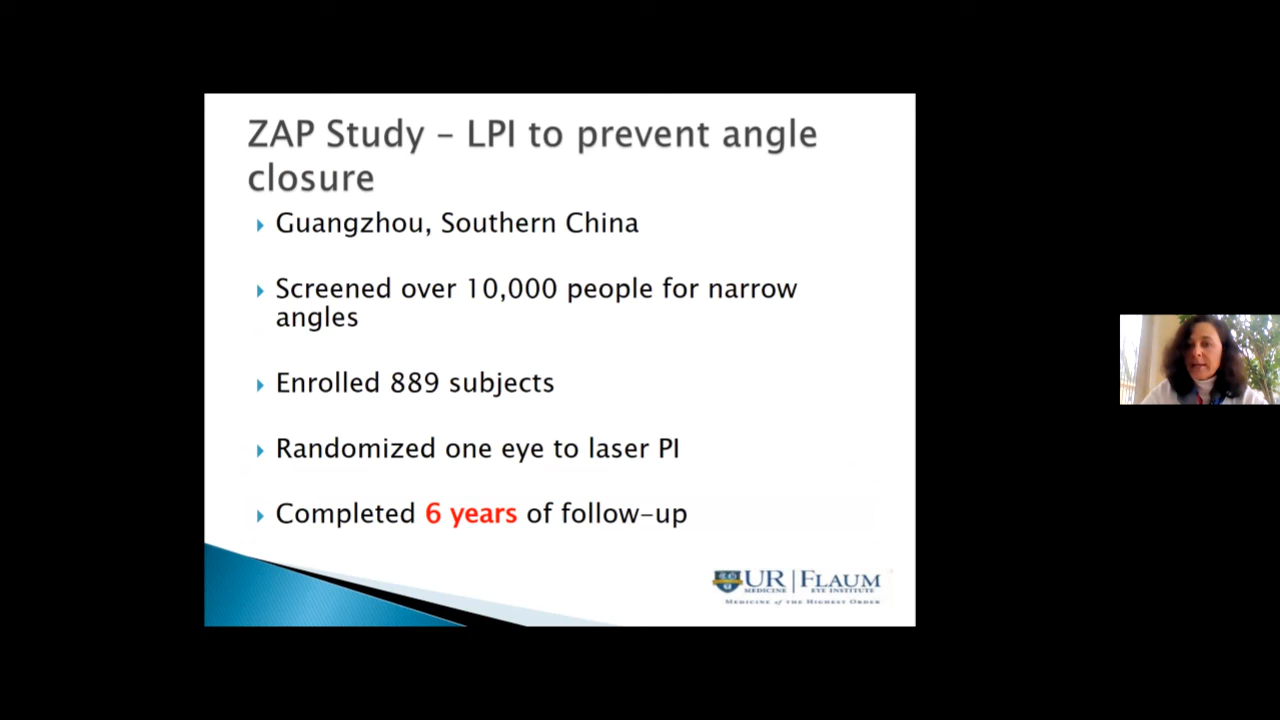 ZAP Study – LPI to prevent angle
closure
Guangzhou, Southern China
Screened over 10,000 people for narrow
angles
Enrolled 889 subjects
Randomized one eye to laser PI
Completed 6 years of follow-up
UR MEDICINE | FLAUM EYE INSTITUTE
MEDICINE of THE HIGHEST ORDER